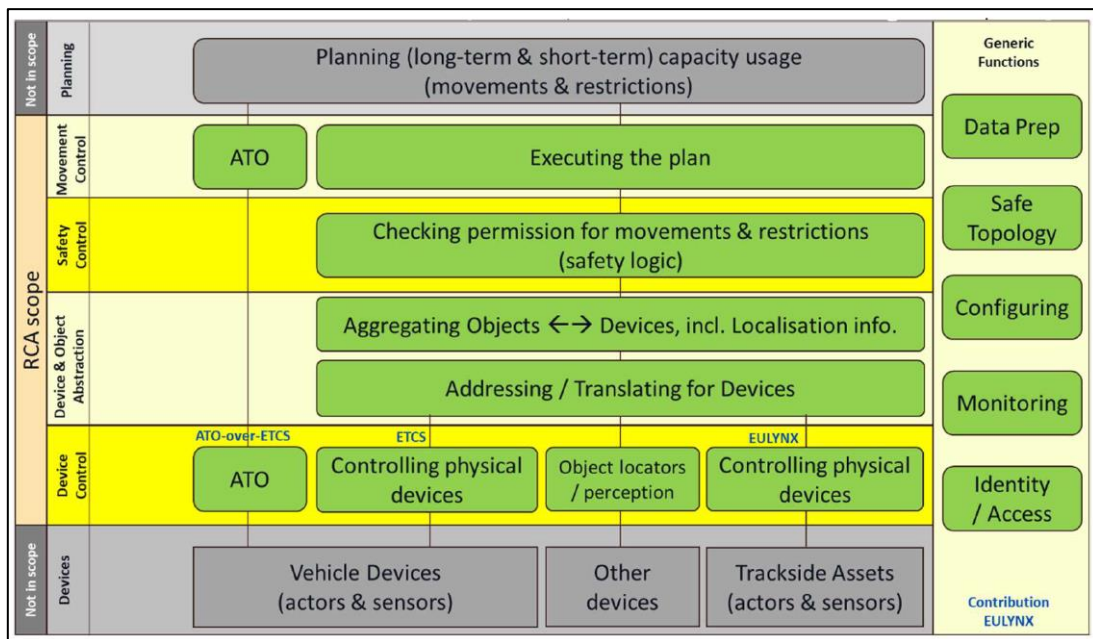 Not in scope
Planning
Planning (long-term & short-term) capacity usage
(movements & restrictions)
Generic
Functions
RCA scope
Movement
Control
ATO
Executing the plan
Data Prep
Safety
Control
Checking permission for movements & restrictions
(safety logic)
Safe
Topology
Device & Object
Abstraction
Aggregating Objects ←→ Devices, incl. Localisation info.
Configuring
Addressing / Translating for Devices
Monitoring
ATO-over-ETCS
ETCS
EULYNX
Device
Control
ATO
Controlling physical
devices
Object locators
/ perception
Controlling physical
devices
Identity
/ Access
Not in scope
Devices
Vehicle Devices
(actors & sensors)
Other
devices
Trackside Assets
(actors & sensors)
Contribution
EULYNX